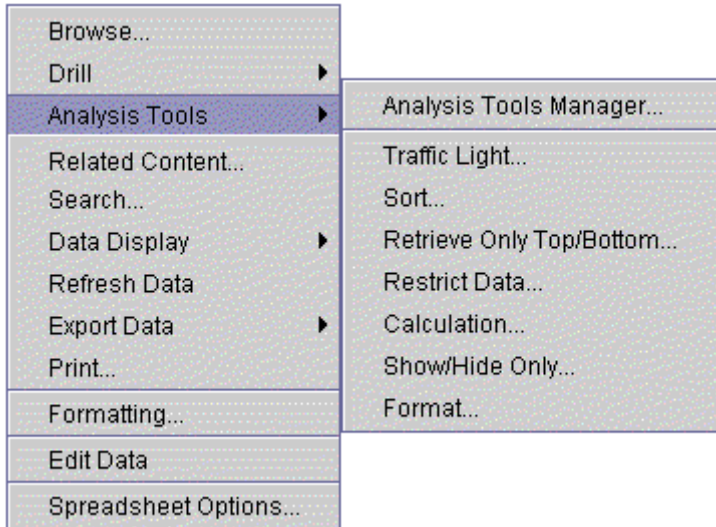 Browse...
Drill
Analysis Tools
Related Content...
Search...
Data Display
Refresh Data
Export Data
Print...
Formatting...
Edit Data
Spreadsheet Options...
Analysis Tools Manager...
Traffic Light...
Sort...
Retrieve Only Top/Bottom...
Restrict Data...
Calculation...
Show/Hide Only...
Format...